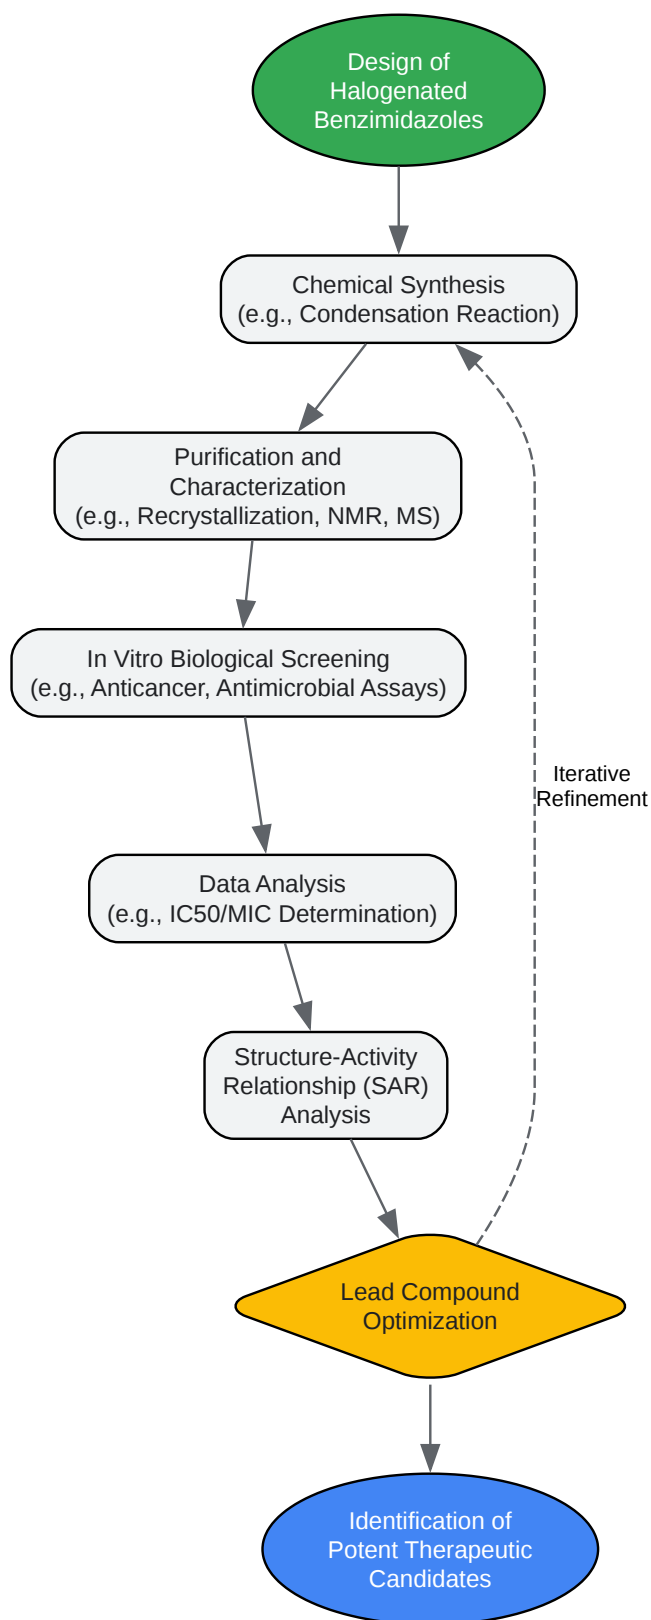 Design of
Halogenated
Benzimidazoles
Chemical Synthesis
(e.g., Condensation Reaction)
Purification and
Characterization
(e.g., Recrystallization, NMR, MS)
In Vitro Biological Screening
(e.g., Anticancer, Antimicrobial Assays)
Iterative
Refinement
Data Analysis
(e.g., IC50/MIC Determination)
Structure-Activity
Relationship (SAR)
Analysis
Lead Compound
Optimization
Identification of
Potent Therapeutic
Candidates